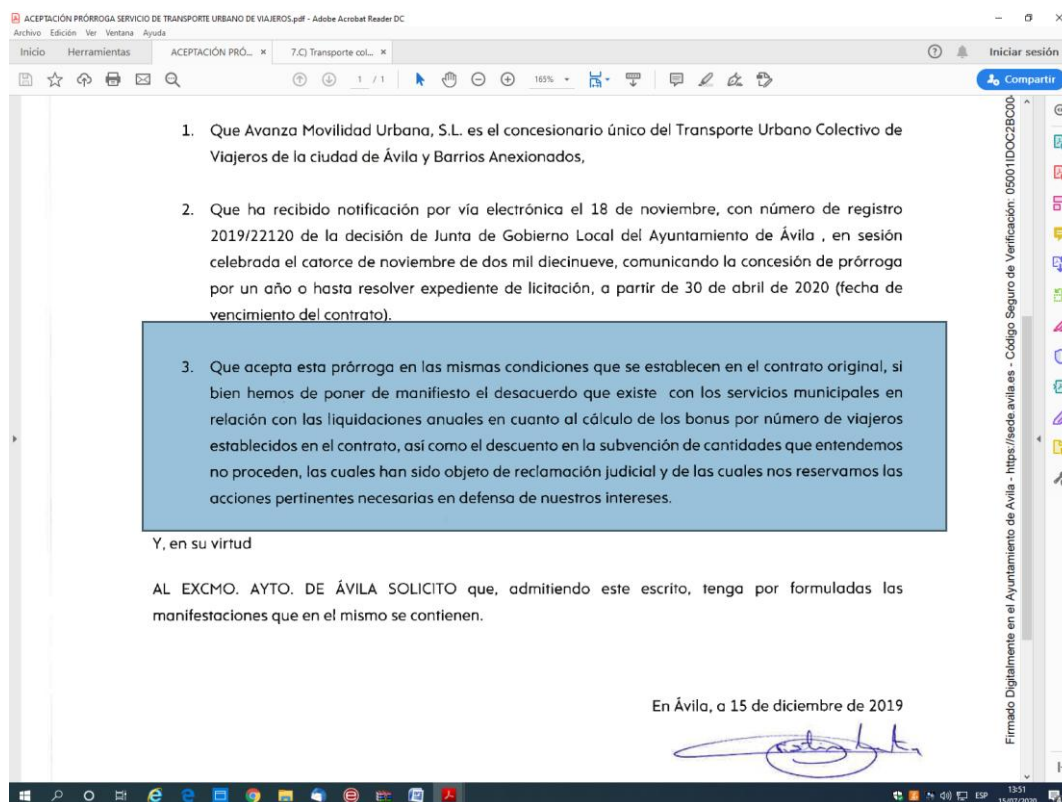 ACEPTACIÓN PRÓRROGA SERVICIO DE TRANSPORTE URBANO DE VIAJEROS.pdf - Adobe Acrobat Reader DC
Archivo Edición Ver Ventana Ayuda
Inicio Herramientas ACEPTACIÓN PRÓ... × 7.C) Transporte col... × Iniciar sesión
1 / 1 165% Compartir
1. Que Avanza Movilidad Urbana, S.L. es el concesionario único del Transporte Urbano Colectivo de
Viajeros de la ciudad de Ávila y Barrios Anexionados,
2. Que ha recibido notificación por vía electrónica el 18 de noviembre, con número de registro
2019/22120 de la decisión de Junta de Gobierno Local del Ayuntamiento de Ávila , en sesión
celebrada el catorce de noviembre de dos mil diecinueve, comunicando la concesión de prórroga
por un año o hasta resolver expediente de licitación, a partir de 30 de abril de 2020 (fecha de
vencimiento del contrato).
3. Que acepta esta prórroga en las mismas condiciones que se establecen en el contrato original, si
bien hemos de poner de manifiesto el desacuerdo que existe con los servicios municipales en
relación con las liquidaciones anuales en cuanto al cálculo de los bonus por número de viajeros
establecidos en el contrato, así como el descuento en la subvención de cantidades que entendemos
no proceden, las cuales han sido objeto de reclamación judicial y de las cuales nos reservamos las
acciones pertinentes necesarias en defensa de nuestros intereses.
Y, en su virtud
AL EXCMO. AYTO. DE ÁVILA SOLICITO que, admitiendo este escrito, tenga por formuladas las
manifestaciones que en el mismo se contienen.
En Ávila, a 15 de diciembre de 2019
Firmado Digitalmente en el Ayuntamiento de Avila - https://sede.avila.es - Código Seguro de Verificación: 05001IDOC2BC00
ESP 13:51
15/07/2020